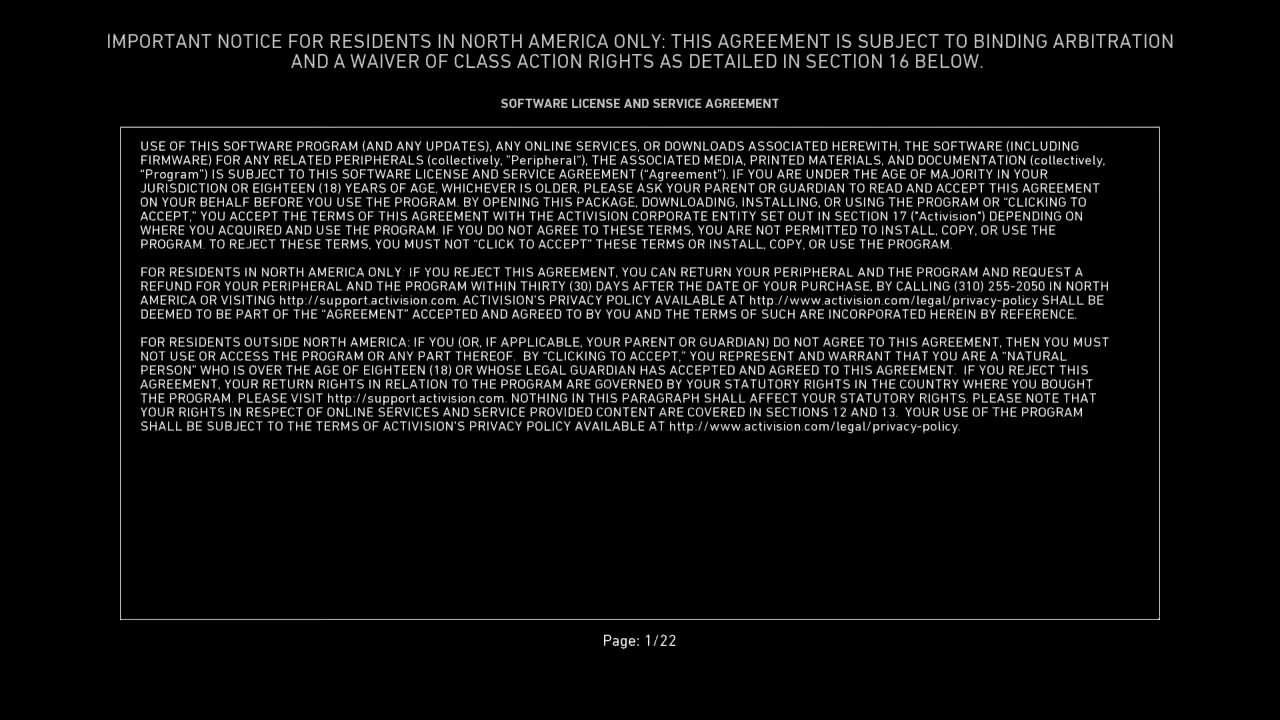 IMPORTANT NOTICE FOR RESIDENTS IN NORTH AMERICA ONLY: THIS AGREEMENT IS SUBJECT TO BINDING ARBITRATION
AND A WAIVER OF CLASS ACTION RIGHTS AS DETAILED IN SECTION 16 BELOW.
SOFTWARE LICENSE AND SERVICE AGREEMENT
USE OF THIS SOFTWARE PROGRAM (AND ANY UPDATES), ANY ONLINE SERVICES, OR DOWNLOADS ASSOCIATED HEREWITH, THE SOFTWARE (INCLUDING
FIRMWARE) FOR ANY RELATED PERIPHERALS (collectively, "Peripheral"), THE ASSOCIATED MEDIA, PRINTED MATERIALS, AND DOCUMENTATION (collectively,
"Program") IS SUBJECT TO THIS SOFTWARE LICENSE AND SERVICE AGREEMENT ("Agreement"). IF YOU ARE UNDER THE AGE OF MAJORITY IN YOUR
JURISDICTION OR EIGHTEEN (18) YEARS OF AGE, WHICHEVER IS OLDER, PLEASE ASK YOUR PARENT OR GUARDIAN TO READ AND ACCEPT THIS AGREEMENT
ON YOUR BEHALF BEFORE YOU USE THE PROGRAM. BY OPENING THIS PACKAGE, DOWNLOADING, INSTALLING, OR USING THE PROGRAM OR "CLICKING TO
ACCEPT," YOU ACCEPT THE TERMS OF THIS AGREEMENT WITH THE ACTIVISION CORPORATE ENTITY SET OUT IN SECTION 17 ("Activision") DEPENDING ON
WHERE YOU ACQUIRED AND USE THE PROGRAM. IF YOU DO NOT AGREE TO THESE TERMS, YOU ARE NOT PERMITTED TO INSTALL, COPY, OR USE THE
PROGRAM. TO REJECT THESE TERMS, YOU MUST NOT "CLICK TO ACCEPT" THESE TERMS OR INSTALL, COPY, OR USE THE PROGRAM.
FOR RESIDENTS IN NORTH AMERICA ONLY: IF YOU REJECT THIS AGREEMENT, YOU CAN RETURN YOUR PERIPHERAL AND THE PROGRAM AND REQUEST A
REFUND FOR YOUR PERIPHERAL AND THE PROGRAM WITHIN THIRTY (30) DAYS AFTER THE DATE OF YOUR PURCHASE, BY CALLING (310) 255-2050 IN NORTH
AMERICA OR VISITING http://support.activision.com. ACTIVISION'S PRIVACY POLICY AVAILABLE AT http://www.activision.com/legal/privacy-policy SHALL BE
DEEMED TO BE PART OF THE "AGREEMENT" ACCEPTED AND AGREED TO BY YOU AND THE TERMS OF SUCH ARE INCORPORATED HEREIN BY REFERENCE.
FOR RESIDENTS OUTSIDE NORTH AMERICA: IF YOU (OR, IF APPLICABLE, YOUR PARENT OR GUARDIAN) DO NOT AGREE TO THIS AGREEMENT, THEN YOU MUST
NOT USE OR ACCESS THE PROGRAM OR ANY PART THEREOF. BY "CLICKING TO ACCEPT," YOU REPRESENT AND WARRANT THAT YOU ARE A "NATURAL
PERSON" WHO IS OVER THE AGE OF EIGHTEEN (18) OR WHOSE LEGAL GUARDIAN HAS ACCEPTED AND AGREED TO THIS AGREEMENT. IF YOU REJECT THIS
AGREEMENT, YOUR RETURN RIGHTS IN RELATION TO THE PROGRAM ARE GOVERNED BY YOUR STATUTORY RIGHTS IN THE COUNTRY WHERE YOU BOUGHT
THE PROGRAM. PLEASE VISIT http://support.activision.com. NOTHING IN THIS PARAGRAPH SHALL AFFECT YOUR STATUTORY RIGHTS. PLEASE NOTE THAT
YOUR RIGHTS IN RESPECT OF ONLINE SERVICES AND SERVICE PROVIDED CONTENT ARE COVERED IN SECTIONS 12 AND 13. YOUR USE OF THE PROGRAM
SHALL BE SUBJECT TO THE TERMS OF ACTIVISION'S PRIVACY POLICY AVAILABLE AT http://www.activision.com/legal/privacy-policy.
Page: 1/22